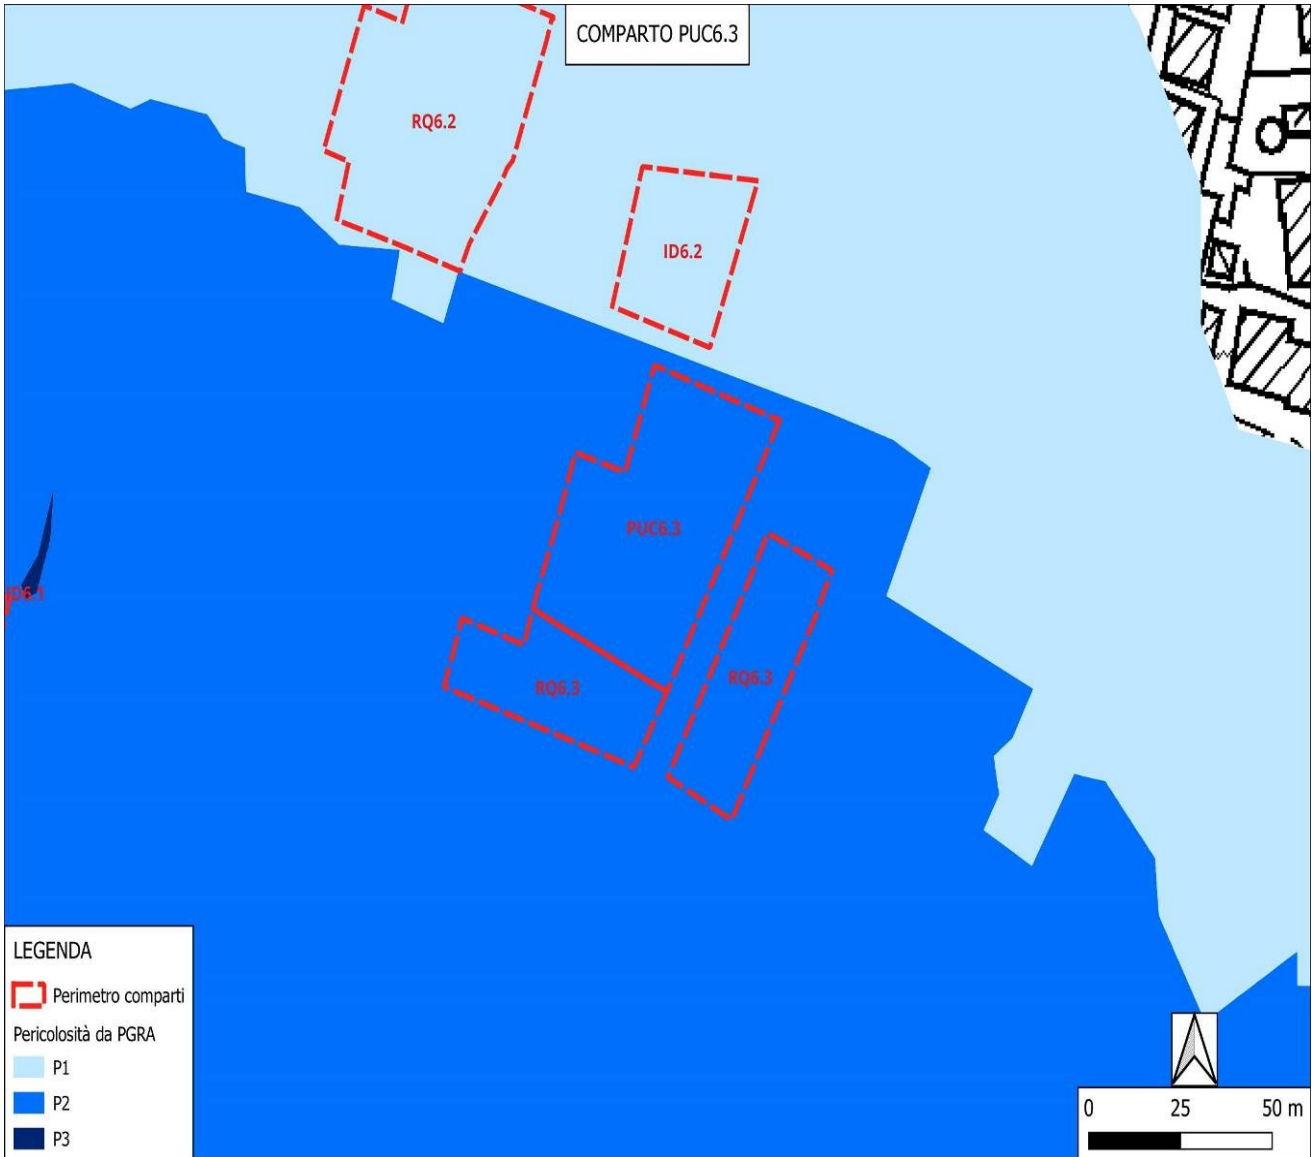 COMPARTO PUC6.3
RQ6.2
ID6.2
PUC6.3
ID6.1
RQ6.3
RQ6.3
LEGENDA
Perimetro comparti
Pericolosità da PGRA
P1
P2
P3
0 25 50 m